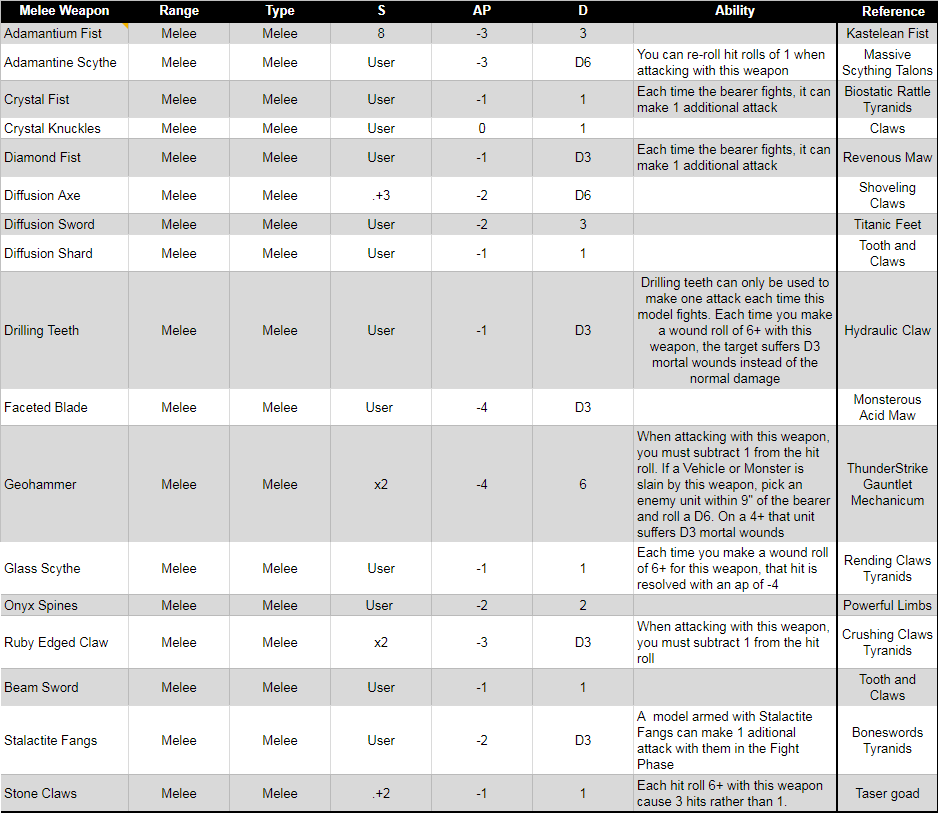 Melee Weapon Range Type S AP D Ability Reference
Adamantium Fist Melee Melee 8 -3 3 Kastelean Fist
Adamantine Scythe Melee Melee User -3 D6 You can re-roll hit rolls of 1 when
attacking with this weapon
Massive
Scything Talons
Crystal Fist Melee Melee User -1 1 Each time the bearer fights, it can
make 1 additional attack
Biostatic Rattle
Tyranids
Crystal Knuckles Melee Melee User 0 1 Claws
Diamond Fist Melee Melee User -1 D3 Each time the bearer fights, it can
make 1 additional attack
Revenous Maw
Diffusion Axe Melee Melee .+3 -2 D6 Shoveling
Claws
Diffusion Sword Melee Melee User -2 3 Titanic Feet
Diffusion Shard Melee Melee User -1 1 Tooth and
Claws
Drilling Teeth Melee Melee User -1 D3 Drilling teeth can only be used to
make one attack each time this
model fights. Each time you make
a wound roll of 6+ with this
weapon, the target suffers D3
mortal wounds instead of the
normal damage
Hydraulic Claw
Faceted Blade Melee Melee User -4 D3 Monsterous
Acid Maw
Geohammer Melee Melee x2 -4 6 When attacking with this weapon,
you must subtract 1 from the hit
roll. If a Vehicle or Monster is
slain by this weapon, pick an
enemy unit within 9" of the bearer
and roll a D6. On a 4+ that unit
suffers D3 mortal wounds
ThunderStrike
Gauntlet
Mechanicum
Glass Scythe Melee Melee User -1 1 Each time you make a wound roll
of 6+ for this weapon, that hit is
resolved with an ap of -4
Rending Claws
Tyranids
Onyx Spines Melee Melee User -2 2 Powerful Limbs
Ruby Edged Claw Melee Melee x2 -3 D3 When attacking with this weapon,
you must subtract 1 from the hit
roll
Crushing Claws
Tyranids
Beam Sword Melee Melee User -1 1 Tooth and
Claws
Stalactite Fangs Melee Melee User -2 D3 A model armed with Stalactite
Fangs can make 1 aditional
attack with them in the Fight
Phase
Boneswords
Tyranids
Stone Claws Melee Melee .+2 -1 1 Each hit roll 6+ with this weapon
cause 3 hits rather than 1.
Taser goad